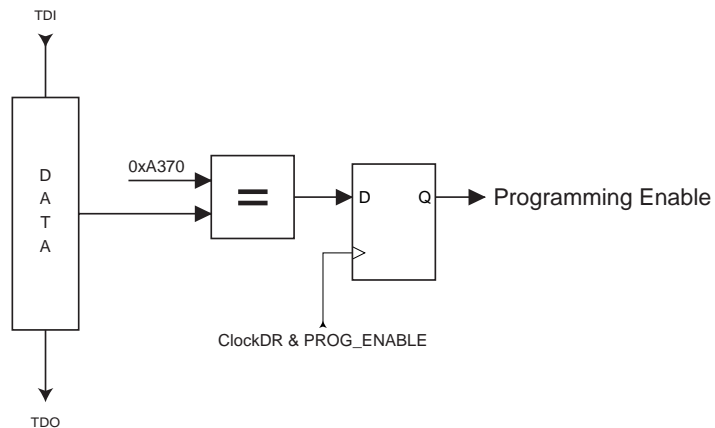 TDI
D
A
T
A
0xA370
=
D
Q
Programming Enable
ClockDR & PROG_ENABLE
TDO